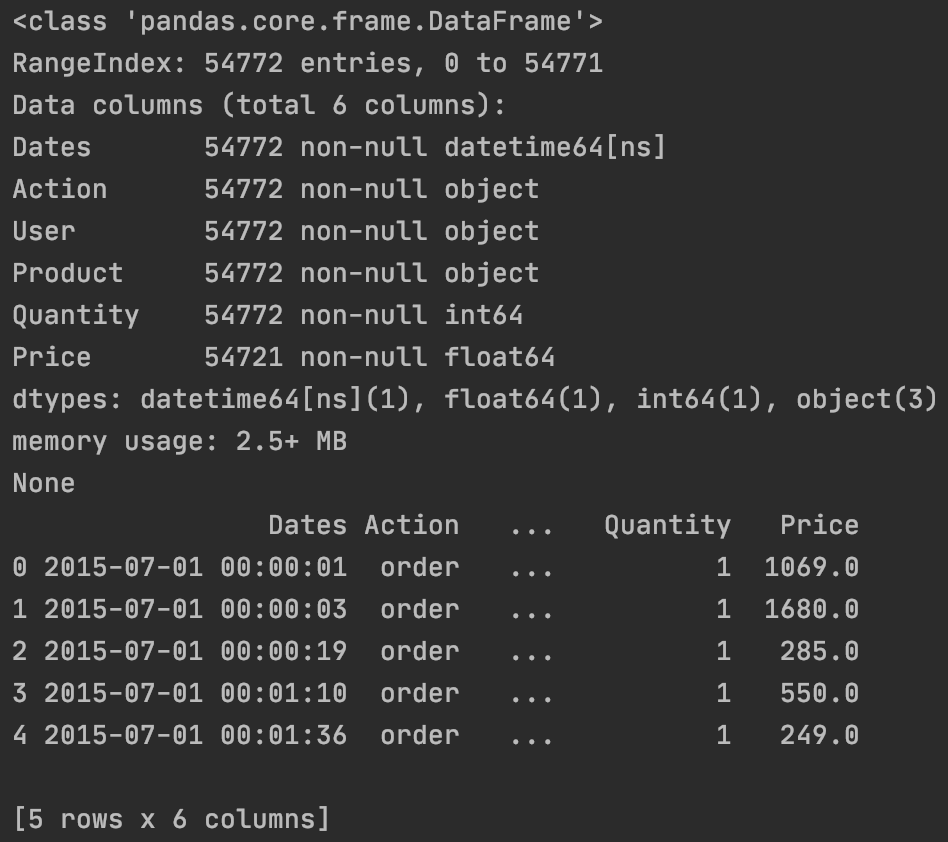 <class 'pandas.core.frame.DataFrame'>
RangeIndex: 54772 entries, 0 to 54771
Data columns (total 6 columns):
Dates       54772 non-null datetime64[ns]
Action      54772 non-null object
User        54772 non-null object
Product     54772 non-null object
Quantity    54772 non-null int64
Price       54721 non-null float64
dtypes: datetime64[ns](1), float64(1), int64(1), object(3)
memory usage: 2.5+ MB
None
                Dates Action   ...   Quantity   Price
0 2015-07-01 00:00:01  order   ...          1  1069.0
1 2015-07-01 00:00:03  order   ...          1  1680.0
2 2015-07-01 00:00:19  order   ...          1   285.0
3 2015-07-01 00:01:10  order   ...          1   550.0
4 2015-07-01 00:01:36  order   ...          1   249.0
[5 rows x 6 columns]